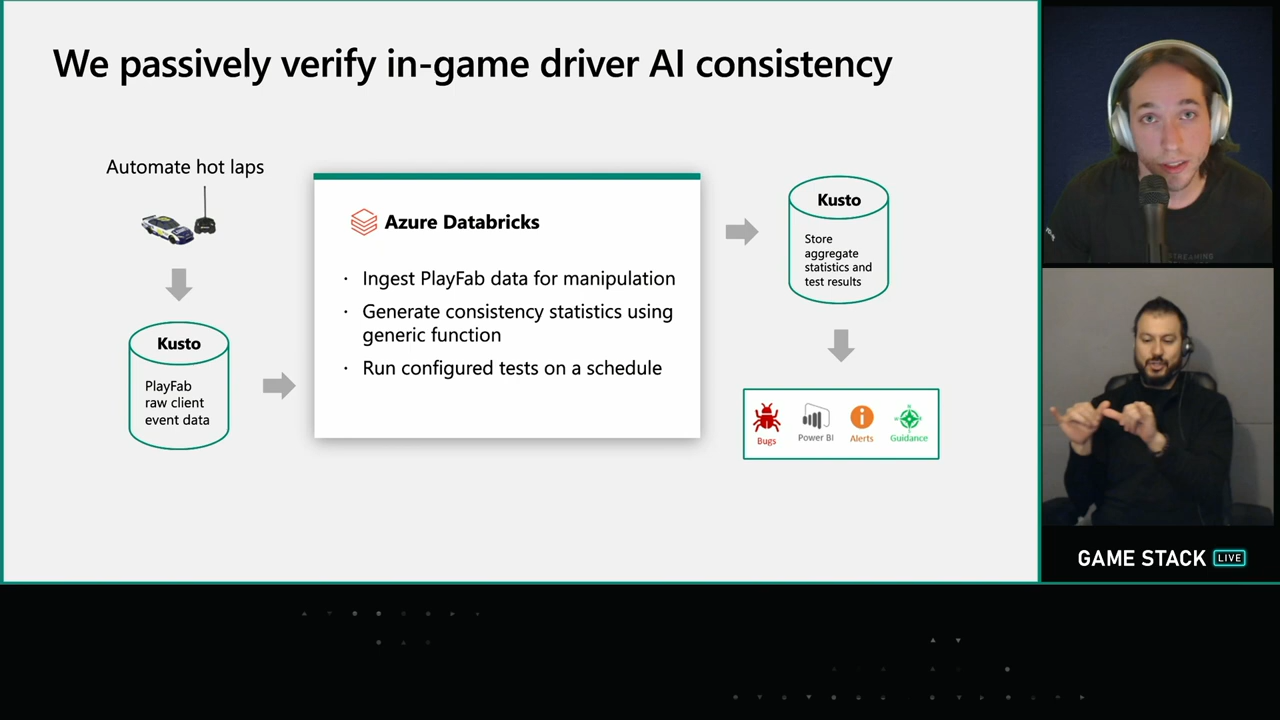 We passively verify in-game driver AI consistency
Automate hot laps
Kusto
PlayFab
raw client
event data
Azure Databricks
· Ingest PlayFab data for manipulation
· Generate consistency statistics using
generic function
· Run configured tests on a schedule
Kusto
Store
aggregate
statistics and
test results
Bugs
Power BI
Alerts
Guidance
STREAMING
GAME STACK LIVE